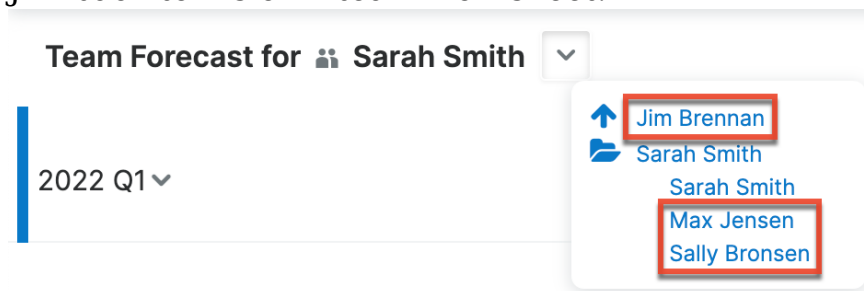 Team Forecast for Sarah Smith
Jim Brennan
Sarah Smith
2022 Q1
Sarah Smith
Max Jensen
Sally Bronsen